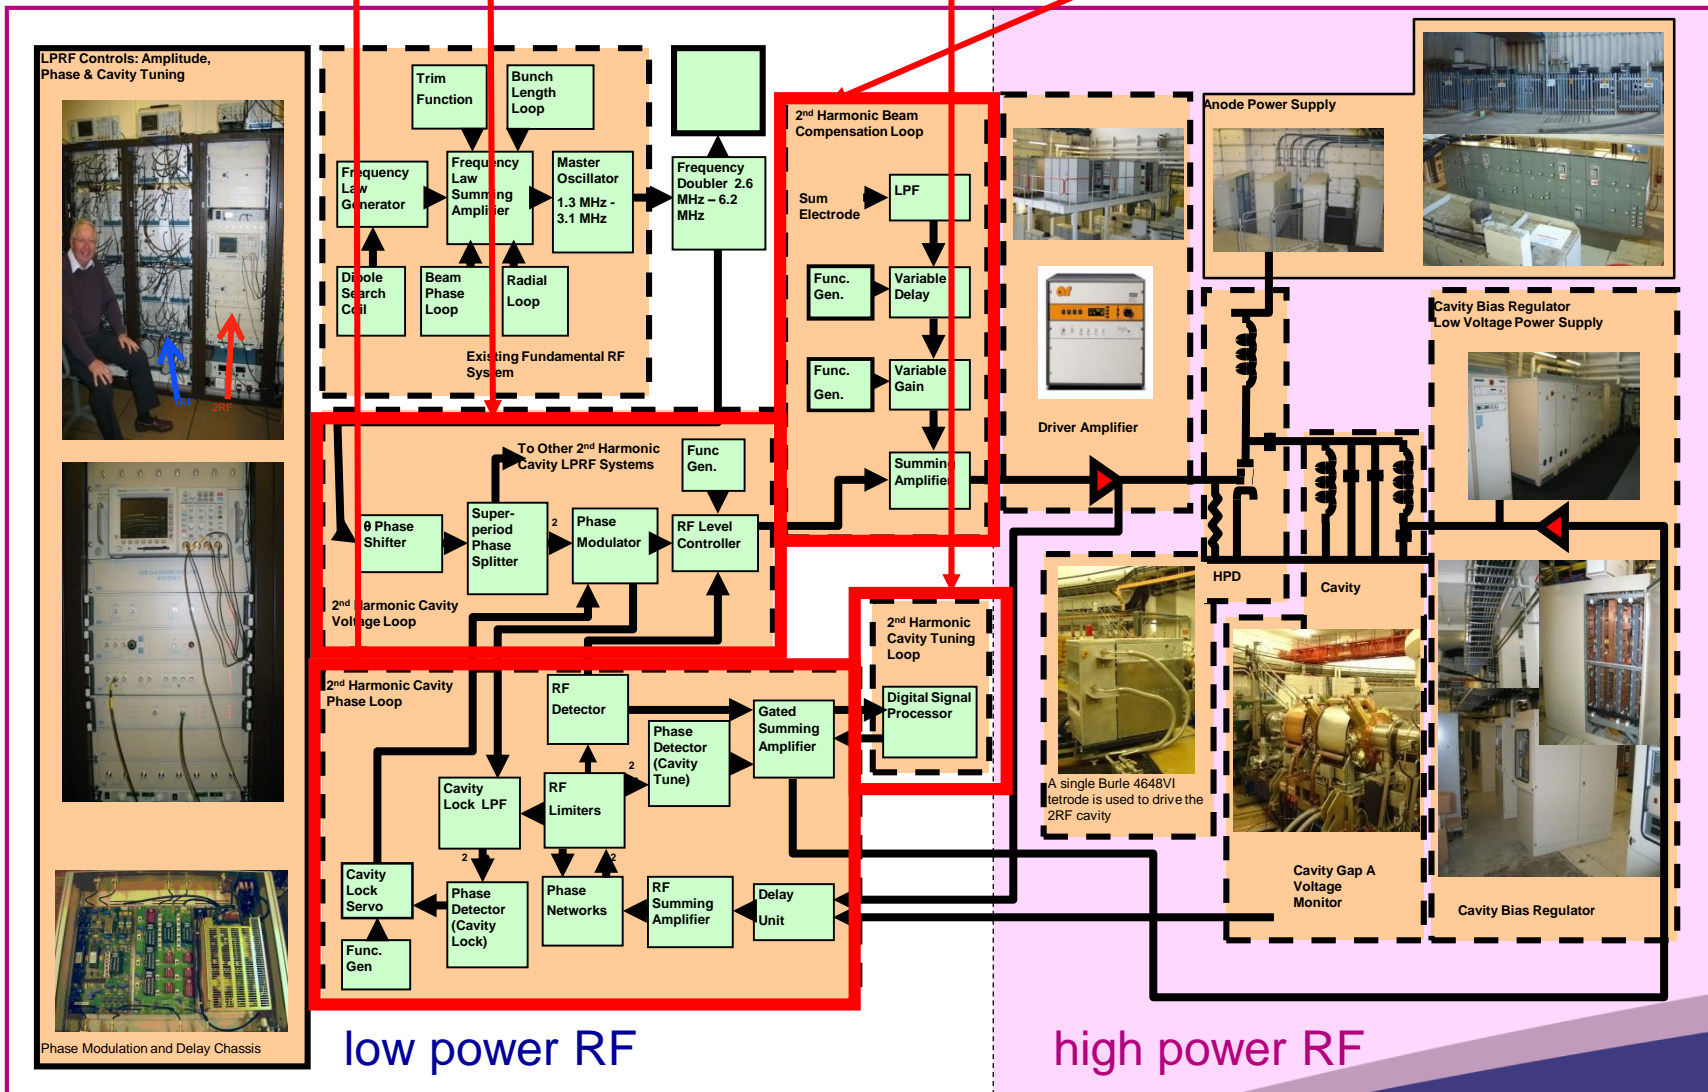 LPRF Controls: Amplitude,
Phase & Cavity Tuning
1RF
2RF
Phase Modulation and Delay Chassis
Trim
Function
Bunch
Length
Loop
Frequency
Law
Generator
Frequency
Law
Summing
Amplifier
Master
Oscillator
1.3 MHz -
3.1 MHz
Dipole
Search
Coil
Beam
Phase
Loop
Radial
Loop
Existing Fundamental RF
System
Frequency
Doubler 2.6
MHz – 6.2
MHz
2nd Harmonic Beam
Compensation Loop
Sum
Electrode
LPF
Func.
Gen.
Variable
Delay
Func.
Gen.
Variable
Gain
Summing
Amplifier
To Other 2nd Harmonic
Cavity LPRF Systems
Func
Gen.
θ Phase
Shifter
Super-
period
Phase
Splitter
2
Phase
Modulator
RF Level
Controller
2nd Harmonic Cavity
Voltage Loop
2nd Harmonic Cavity
Phase Loop
RF
Detector
Phase
Detector
(Cavity
Tune)
Gated
Summing
Amplifier
2
Cavity
Lock LPF
RF
Limiters
2
2
Cavity
Lock
Servo
Phase
Detector
(Cavity
Lock)
Phase
Networks
RF
Summing
Amplifier
Delay
Unit
Func.
Gen
2nd Harmonic
Cavity Tuning
Loop
Digital Signal
Processor
Driver Amplifier
Anode Power Supply
Cavity Bias Regulator
Low Voltage Power Supply
HPD
Cavity
A single Burle 4648VI
tetrode is used to drive the
2RF cavity
Cavity Gap A
Voltage
Monitor
Cavity Bias Regulator
low power RF
high power RF